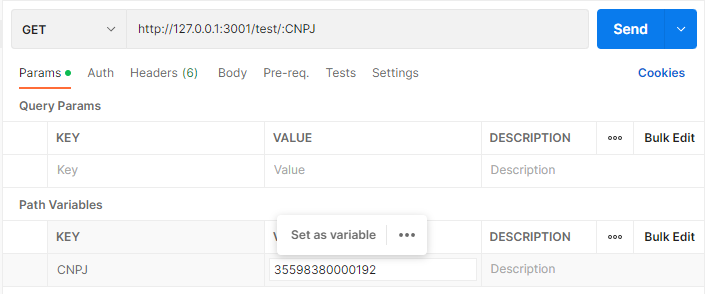 GET http://127.0.0.1:3001/test/:CNPJ Send
Params Auth Headers (6) Body Pre-req. Tests Settings Cookies
Query Params
KEY VALUE DESCRIPTION Bulk Edit
Key Value Description
Path Variables
KEY V DESCRIPTION Bulk Edit
Set as variable
CNPJ 35598380000192 Description